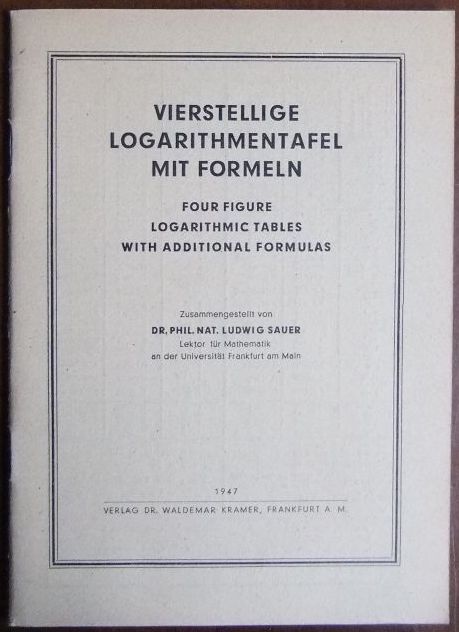 VIERSTELLIGE
LOGARITHMENTAFEL
MIT FORMELN
FOUR FIGURE
LOGARITHMIC TABLES
WITH ADDITIONAL FORMULAS
Zusammengestellt von
DR. PHIL. NAT. LUDWIG SAUER
Lektor für Mathematik
an der Universität Frankfurt am Main
1947
VERLAG DR. WALDEMAR KRAMER, FRANKFURT A. M.